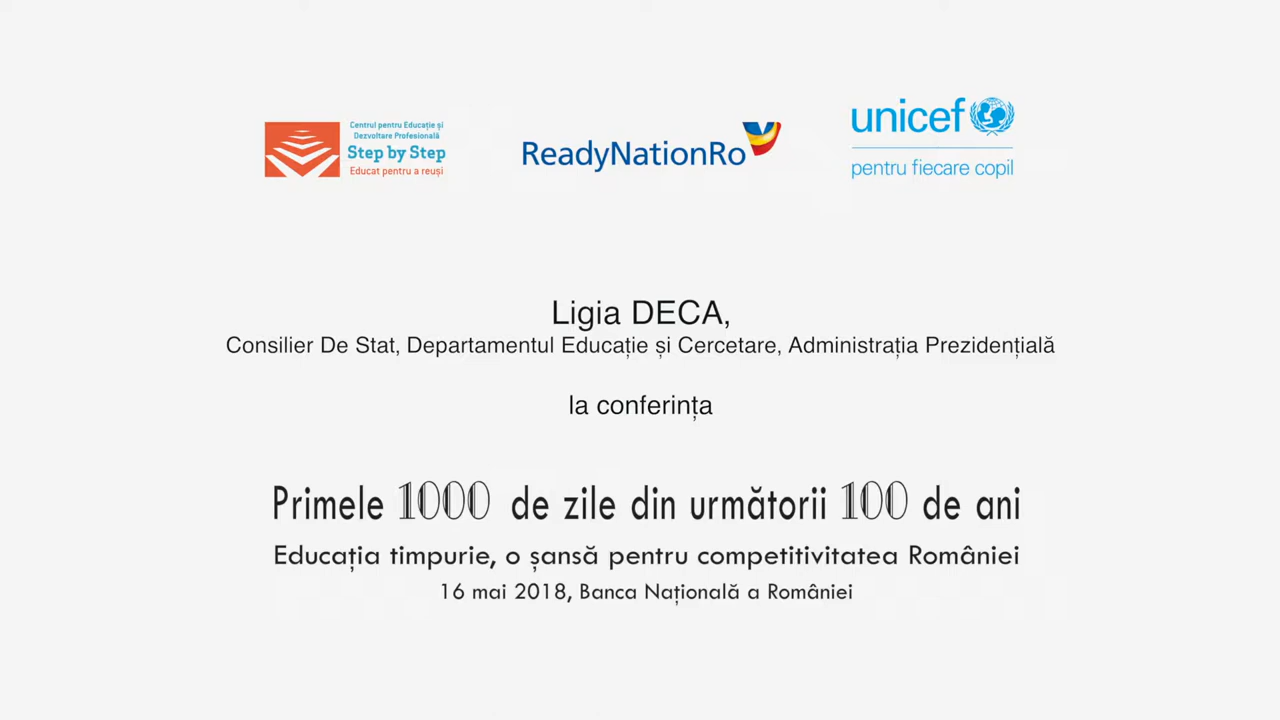 Centrul pentru Educație și
Dezvoltare Profesională
Step by Step
Educat pentru a reuși
ReadyNationRo
unicef
pentru fiecare copil
Ligia DECA,
Consilier De Stat, Departamentul Educație și Cercetare, Administrația Prezidențială
la conferința
Primele 1000 de zile din următorii 100 de ani
Educația timpurie, o șansă pentru competitivitatea României
16 mai 2018, Banca Națională a României